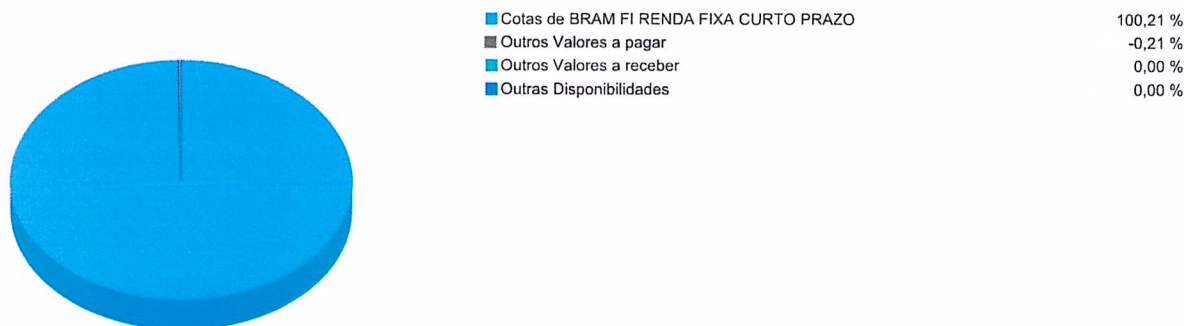 Cotas de BRAM FI RENDA FIXA CURTO PRAZO 100,21 %
Outros Valores a pagar -0,21 %
Outros Valores a receber 0,00 %
Outras Disponibilidades 0,00 %